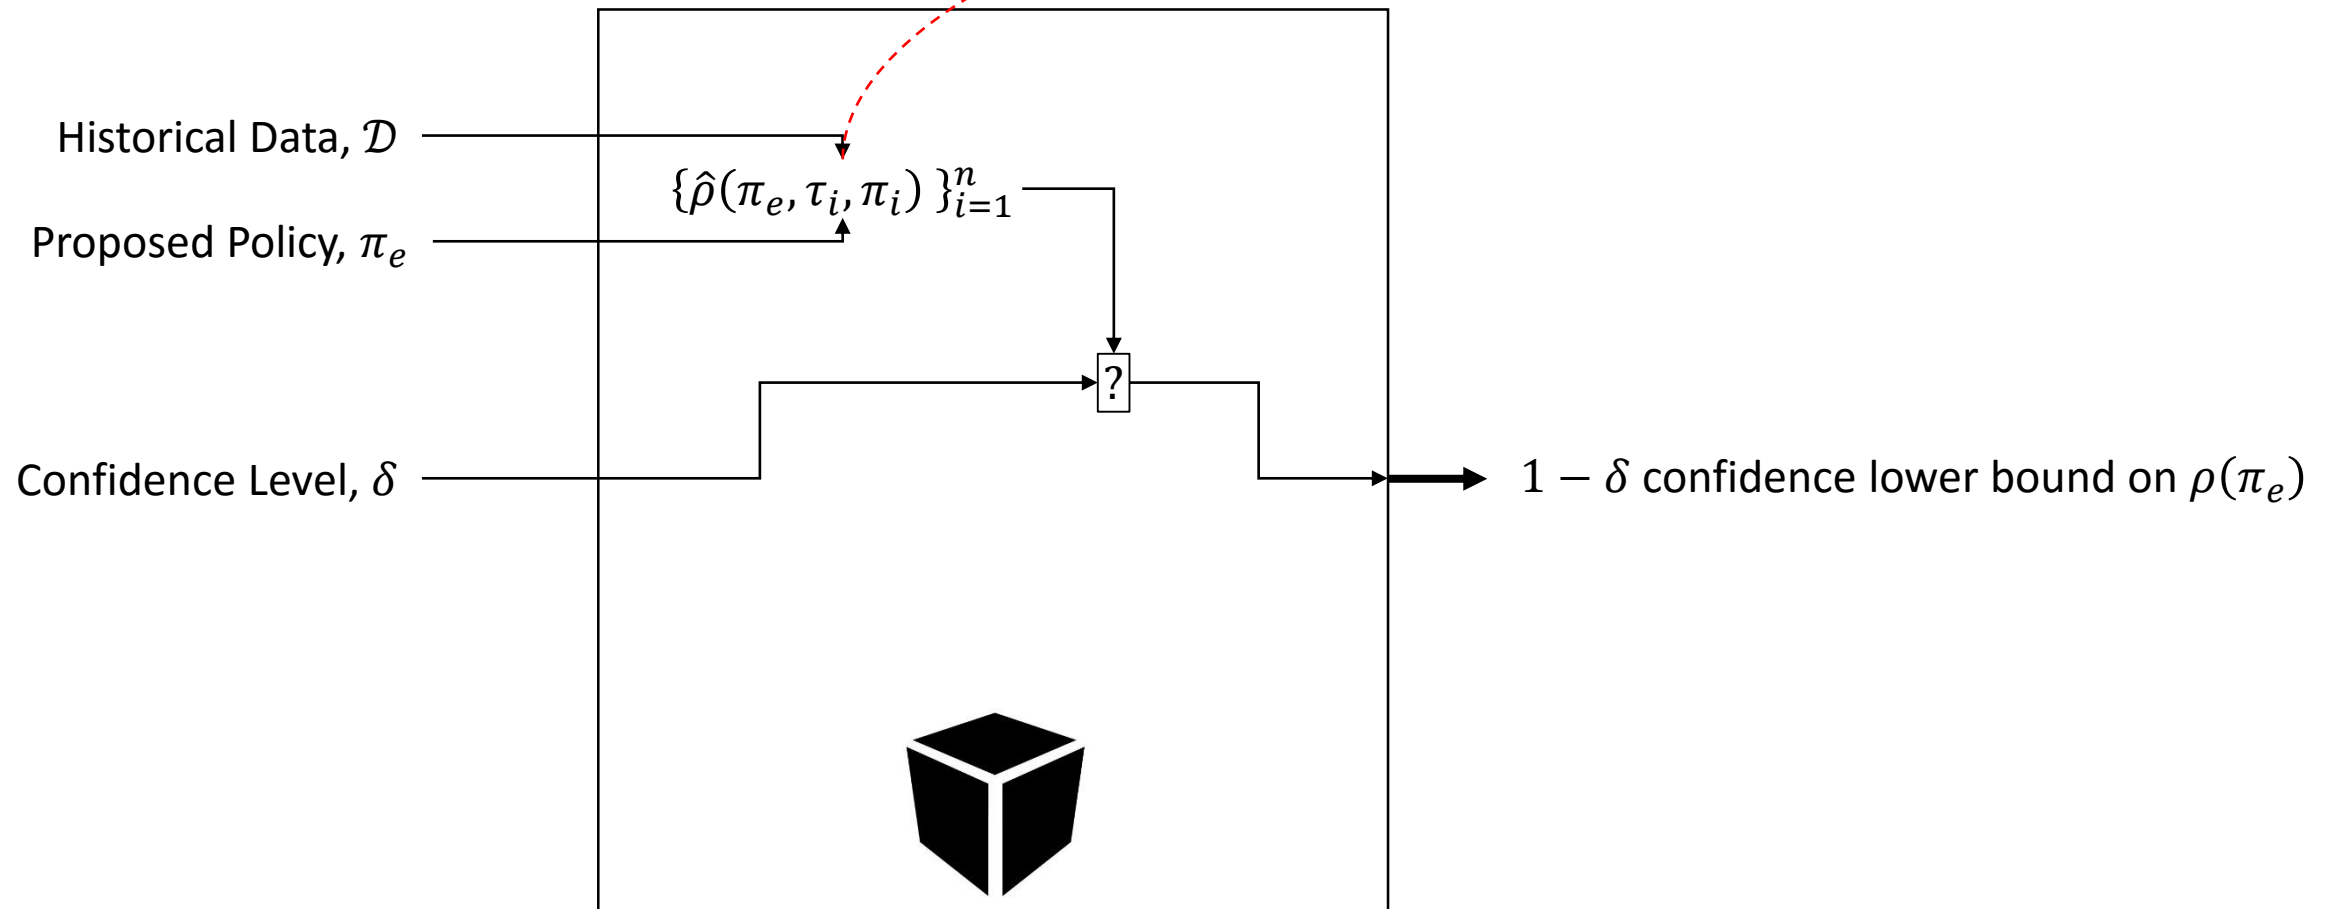 Historical Data, 𝒟
{ρ̂(πₑ, τᵢ, πᵢ) }ⁿᵢ₌₁
Proposed Policy, πₑ
?
Confidence Level, δ
1 − δ confidence lower bound on ρ(πₑ)